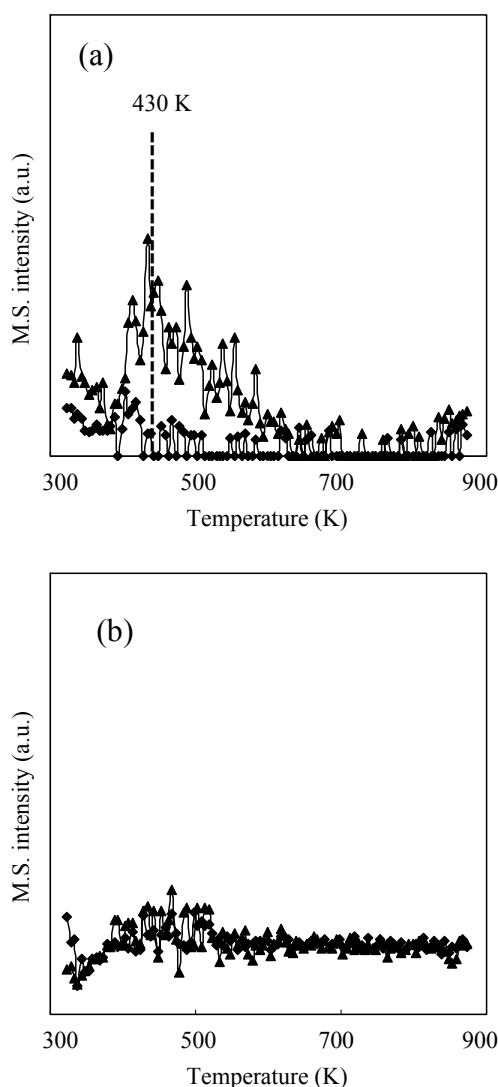 (a)
430 K
M.S. intensity (a.u.)
300 500 700 900
Temperature (K)
(b)
M.S. intensity (a.u.)
300 500 700 900
Temperature (K)